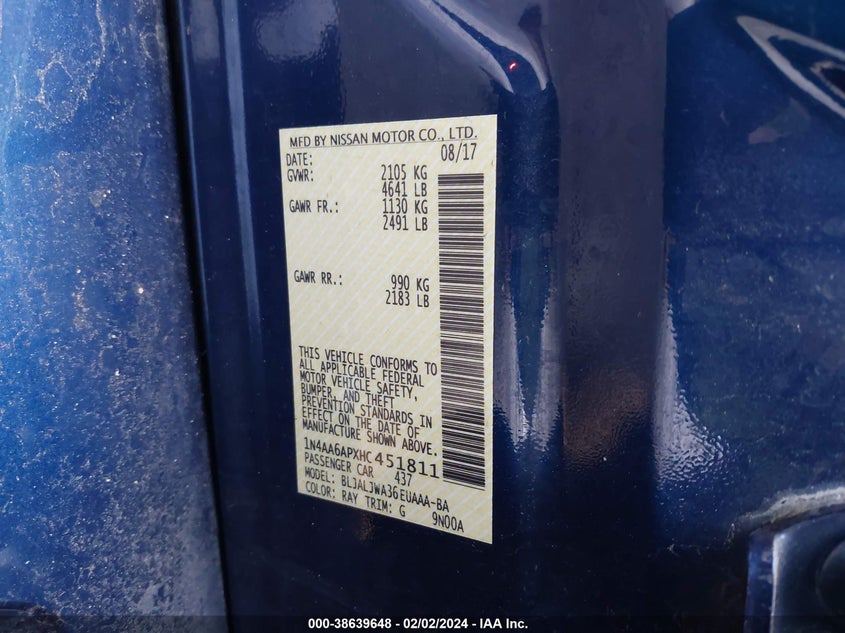 MFD BY NISSAN MOTOR CO., LTD.
DATE: 08/17
GVWR: 2105 KG
4641 LB
GAWR FR.: 1130 KG
2491 LB
GAWR RR.: 990 KG
2183 LB
THIS VEHICLE CONFORMS TO
ALL APPLICABLE FEDERAL
MOTOR VEHICLE SAFETY,
BUMPER, AND THEFT
PREVENTION STANDARDS IN
EFFECT ON THE DATE OF
MANUFACTURE SHOWN ABOVE.
1N4AA6APXHC451811
PASSENGER CAR 437
MODEL: BLJALJWA36EUAAA-BA
COLOR: RAY TRIM: G 9N00A
000-38639648 - 02/02/2024 - IAA Inc.